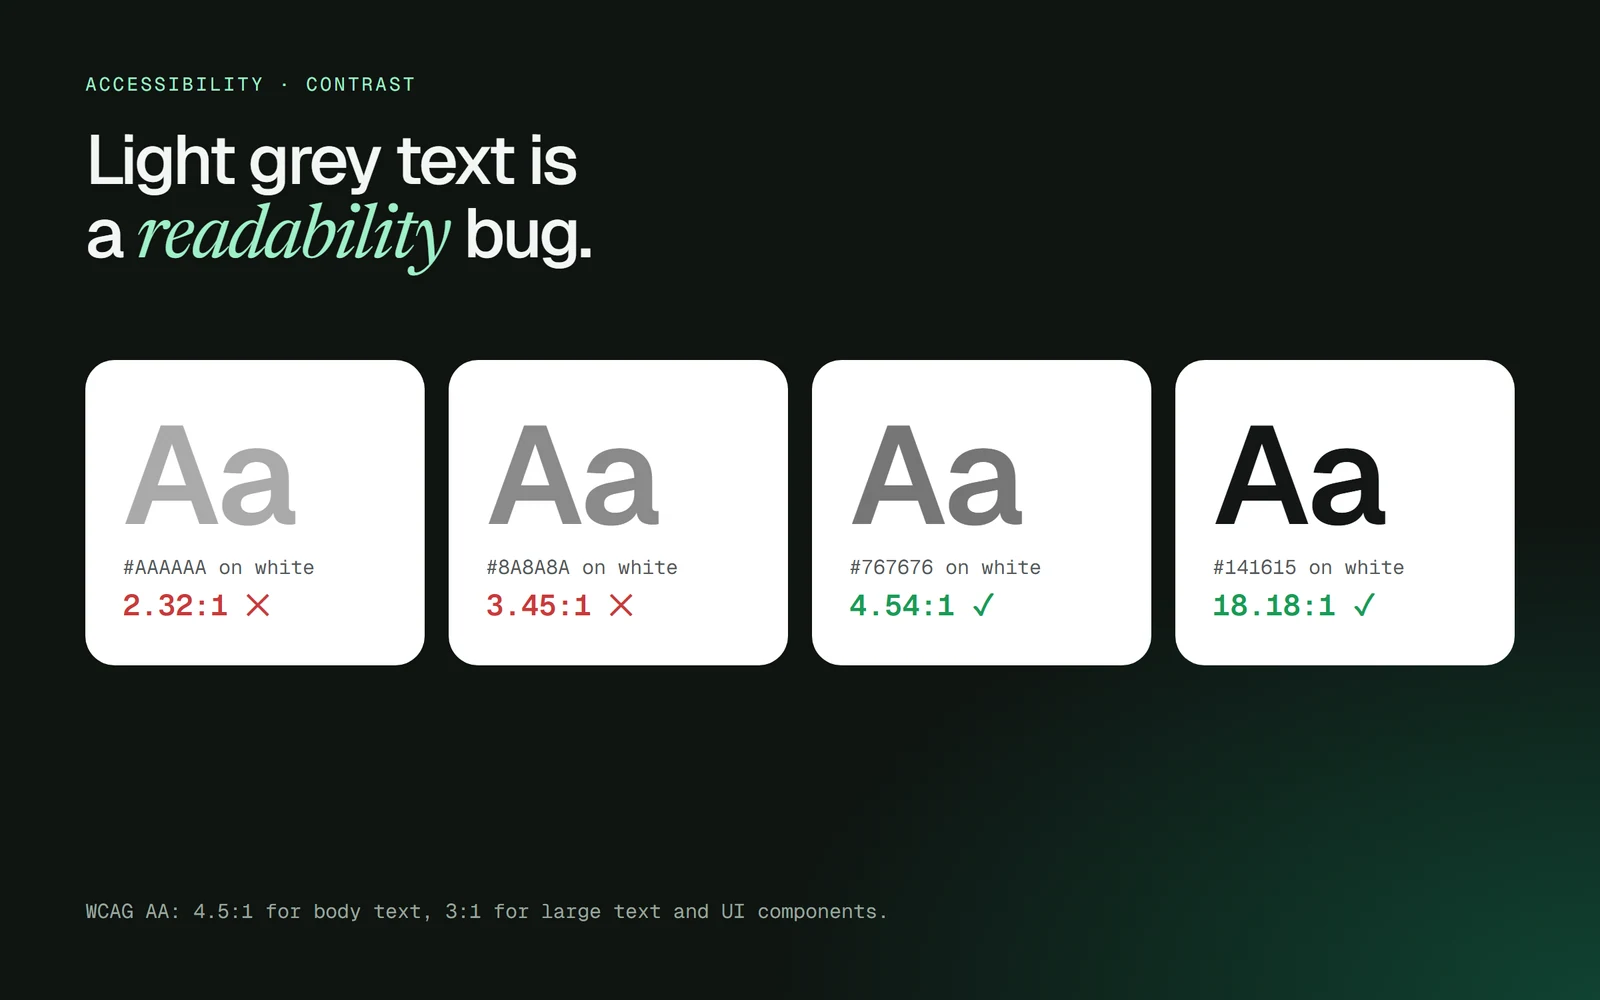 ACCESSIBILITY · CONTRAST
Light grey text is
a readability bug.
Aa
#AAAAAA on white
2.32:1 ✕
Aa
#8A8A8A on white
3.45:1 ✕
Aa
#767676 on white
4.54:1 ✓
Aa
#141615 on white
18.18:1 ✓
WCAG AA: 4.5:1 for body text, 3:1 for large text and UI components.